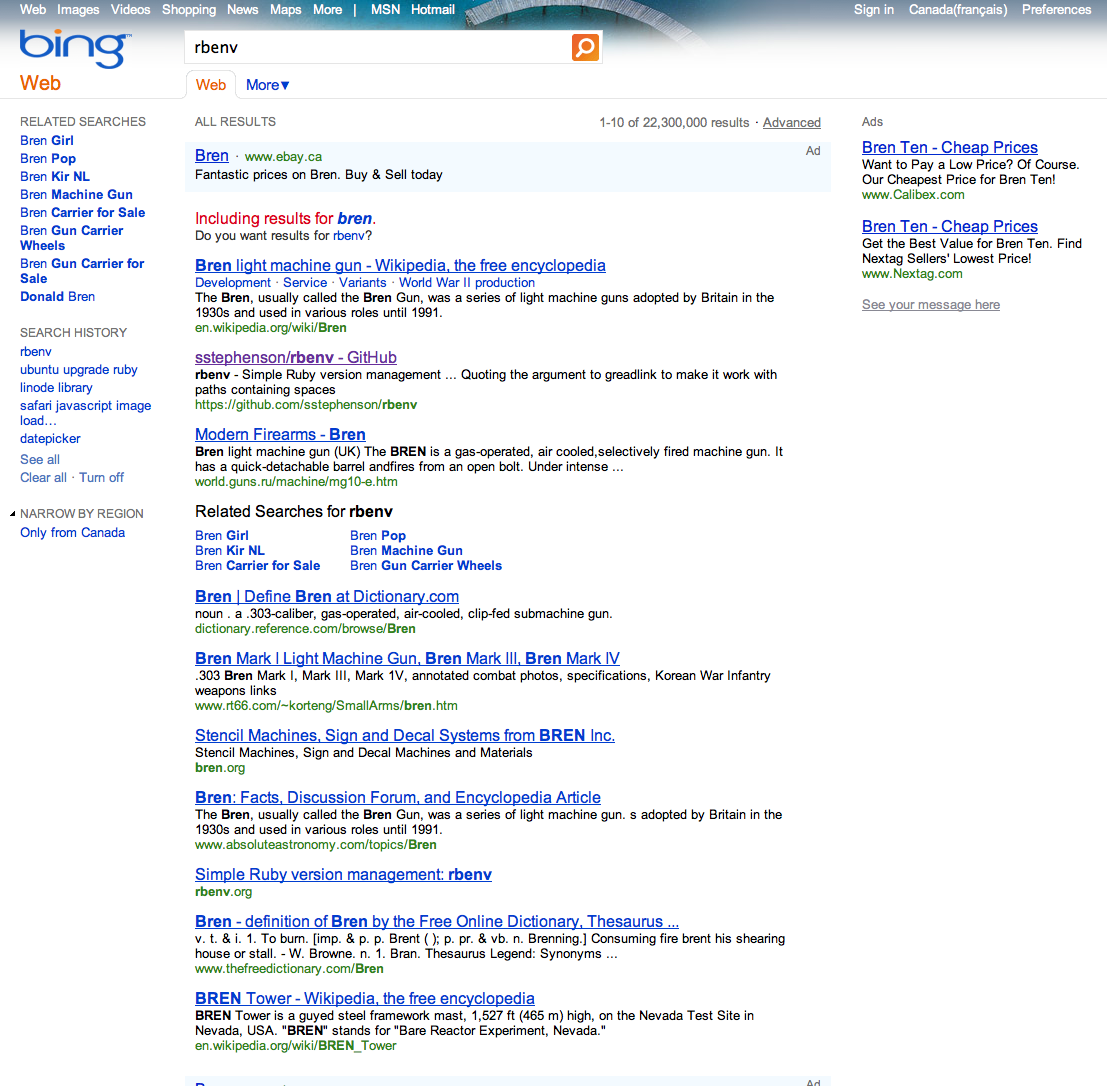 Web Images Videos Shopping News Maps More | MSN Hotmail
Sign in Canada(français) Preferences
bing™
rbenv
Web
Web More▼
RELATED SEARCHES
Bren Girl
Bren Pop
Bren Kir NL
Bren Machine Gun
Bren Carrier for Sale
Bren Gun Carrier
Wheels
Bren Gun Carrier for
Sale
Donald Bren
SEARCH HISTORY
rbenv
ubuntu upgrade ruby
linode library
safari javascript image
load...
datepicker
See all
Clear all · Turn off
NARROW BY REGION
Only from Canada
ALL RESULTS
1-10 of 22,300,000 results · Advanced
Bren · www.ebay.ca
Ad
Fantastic prices on Bren. Buy & Sell today
Including results for bren.
Do you want results for rbenv?
Bren light machine gun - Wikipedia, the free encyclopedia
Development · Service · Variants · World War II production
The Bren, usually called the Bren Gun, was a series of light machine guns adopted by Britain in the
1930s and used in various roles until 1991.
en.wikipedia.org/wiki/Bren
sstephenson/rbenv - GitHub
rbenv - Simple Ruby version management ... Quoting the argument to greadlink to make it work with
paths containing spaces
https://github.com/sstephenson/rbenv
Modern Firearms - Bren
Bren light machine gun (UK) The BREN is a gas-operated, air cooled,selectively fired machine gun. It
has a quick-detachable barrel andfires from an open bolt. Under intense ...
world.guns.ru/machine/mg10-e.htm
Related Searches for rbenv
Bren Girl Bren Pop
Bren Kir NL Bren Machine Gun
Bren Carrier for Sale Bren Gun Carrier Wheels
Bren | Define Bren at Dictionary.com
noun . a .303-caliber, gas-operated, air-cooled, clip-fed submachine gun.
dictionary.reference.com/browse/Bren
Bren Mark I Light Machine Gun, Bren Mark III, Bren Mark IV
.303 Bren Mark I, Mark III, Mark 1V, annotated combat photos, specifications, Korean War Infantry
weapons links
www.rt66.com/~korteng/SmallArms/bren.htm
Stencil Machines, Sign and Decal Systems from BREN Inc.
Stencil Machines, Sign and Decal Machines and Materials
bren.org
Bren: Facts, Discussion Forum, and Encyclopedia Article
The Bren, usually called the Bren Gun, was a series of light machine gun. s adopted by Britain in the
1930s and used in various roles until 1991.
www.absoluteastronomy.com/topics/Bren
Simple Ruby version management: rbenv
rbenv.org
Bren - definition of Bren by the Free Online Dictionary, Thesaurus ...
v. t. & i. 1. To burn. [imp. & p. p. Brent ( ); p. pr. & vb. n. Brenning.] Consuming fire brent his shearing
house or stall. - W. Browne. n. 1. Bran. Thesaurus Legend: Synonyms ...
www.thefreedictionary.com/Bren
BREN Tower - Wikipedia, the free encyclopedia
BREN Tower is a guyed steel framework mast, 1,527 ft (465 m) high, on the Nevada Test Site in
Nevada, USA. "BREN" stands for "Bare Reactor Experiment, Nevada."
en.wikipedia.org/wiki/BREN_Tower
Ads
Bren Ten - Cheap Prices
Want to Pay a Low Price? Of Course.
Our Cheapest Price for Bren Ten!
www.Calibex.com
Bren Ten - Cheap Prices
Get the Best Value for Bren Ten. Find
Nextag Sellers' Lowest Price!
www.Nextag.com
See your message here